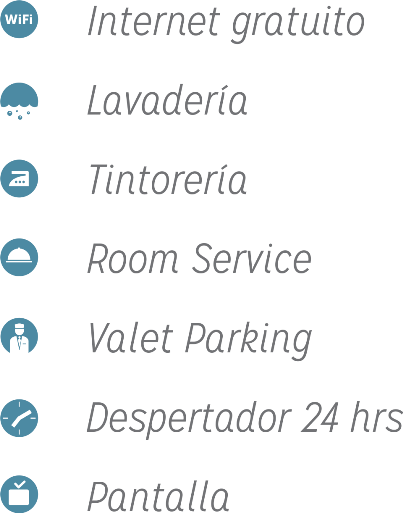 WiFi Internet gratuito
Lavadería
Tintorería
Room Service
Valet Parking
Despertador 24 hrs
Pantalla